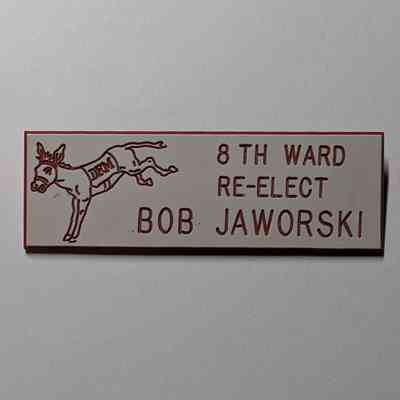 DEM
8 TH WARD
RE-ELECT
BOB JAWORSKI